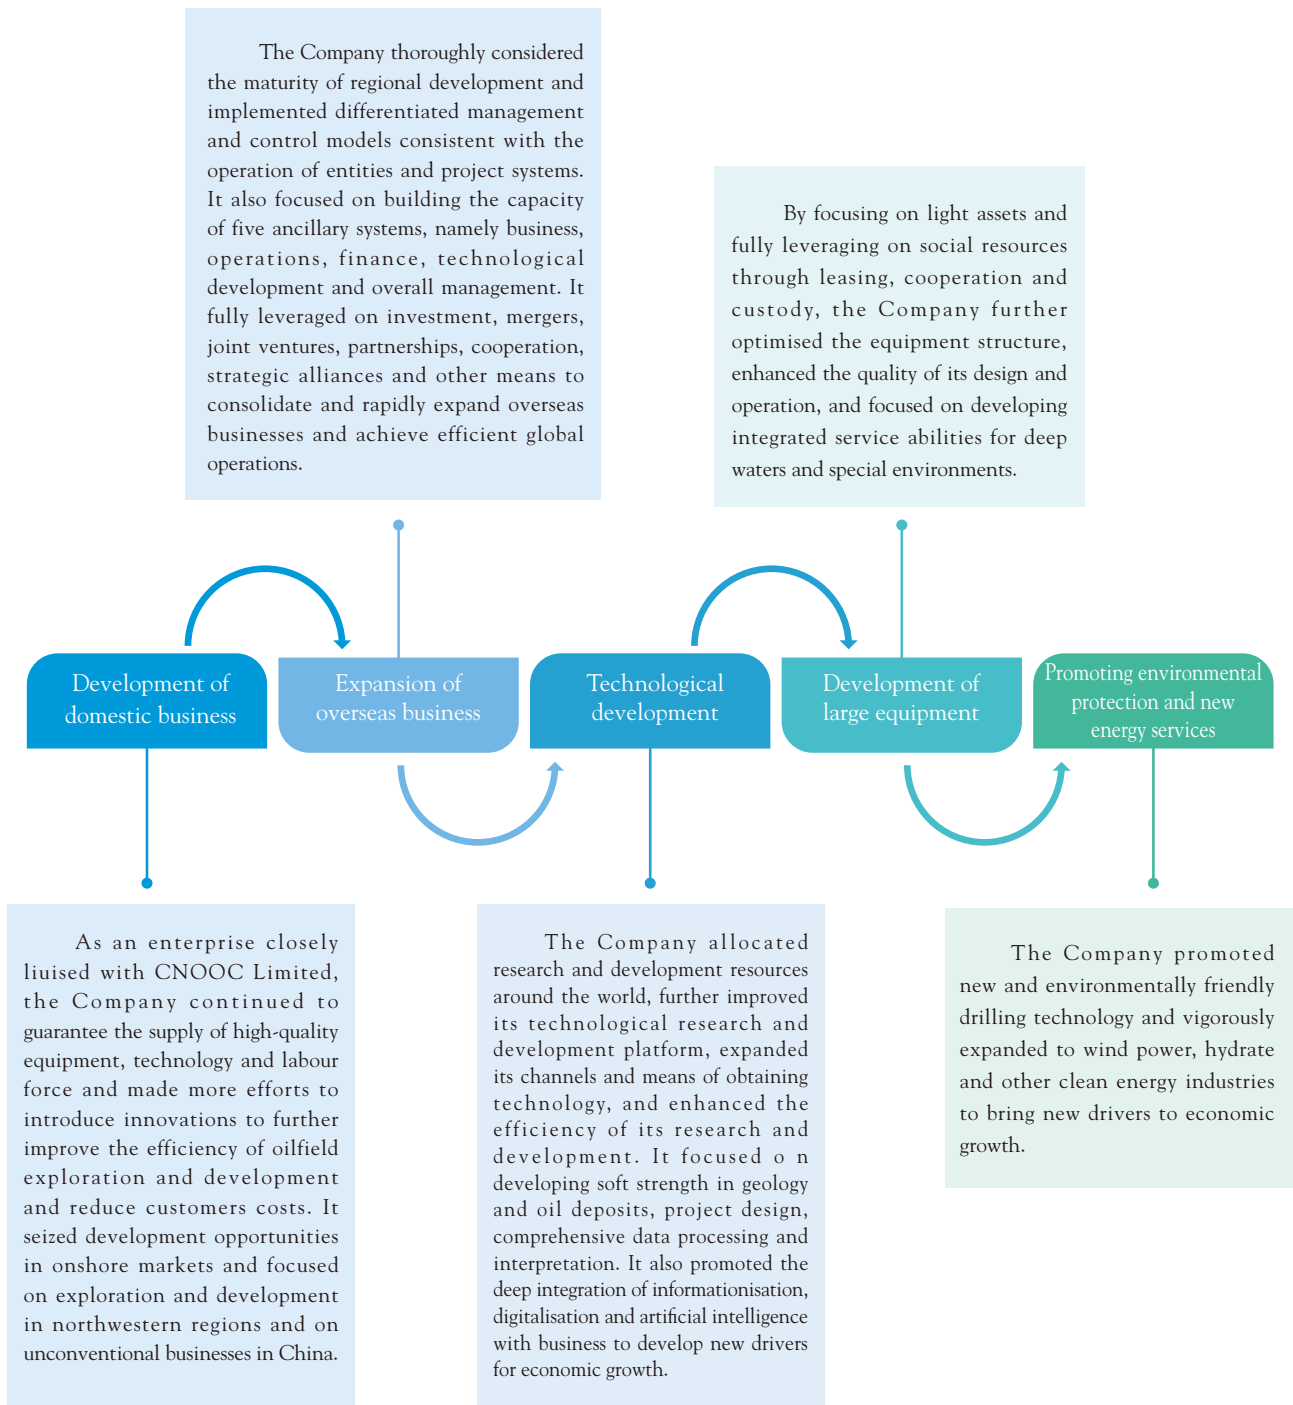 The Company thoroughly considered
the maturity of regional development and
implemented differentiated management
and control models consistent with the
operation of entities and project systems.
It also focused on building the capacity
of five ancillary systems, namely business,
operations, finance, technological
development and overall management. It
fully leveraged on investment, mergers,
joint ventures, partnerships, cooperation,
strategic alliances and other means to
consolidate and rapidly expand overseas
businesses and achieve efficient global
operations.
By focusing on light assets and
fully leveraging on social resources
through leasing, cooperation and
custody, the Company further
optimised the equipment structure,
enhanced the quality of its design and
operation, and focused on developing
integrated service abilities for deep
waters and special environments.
Development of
domestic business
Expansion of
overseas business
Technological
development
Development of
large equipment
Promoting environmental
protection and new
energy services
As an enterprise closely
liuised with CNOOC Limited,
the Company continued to
guarantee the supply of high-quality
equipment, technology and labour
force and made more efforts to
introduce innovations to further
improve the efficiency of oilfield
exploration and development
and reduce customers costs. It
seized development opportunities
in onshore markets and focused
on exploration and development
in northwestern regions and on
unconventional businesses in China.
The Company allocated
research and development resources
around the world, further improved
its technological research and
development platform, expanded
its channels and means of obtaining
technology, and enhanced the
efficiency of its research and
development. It focused o n
developing soft strength in geology
and oil deposits, project design,
comprehensive data processing and
interpretation. It also promoted the
deep integration of informationisation,
digitalisation and artificial intelligence
with business to develop new drivers
for economic growth.
The Company promoted
new and environmentally friendly
drilling technology and vigorously
expanded to wind power, hydrate
and other clean energy industries
to bring new drivers to economic
growth.